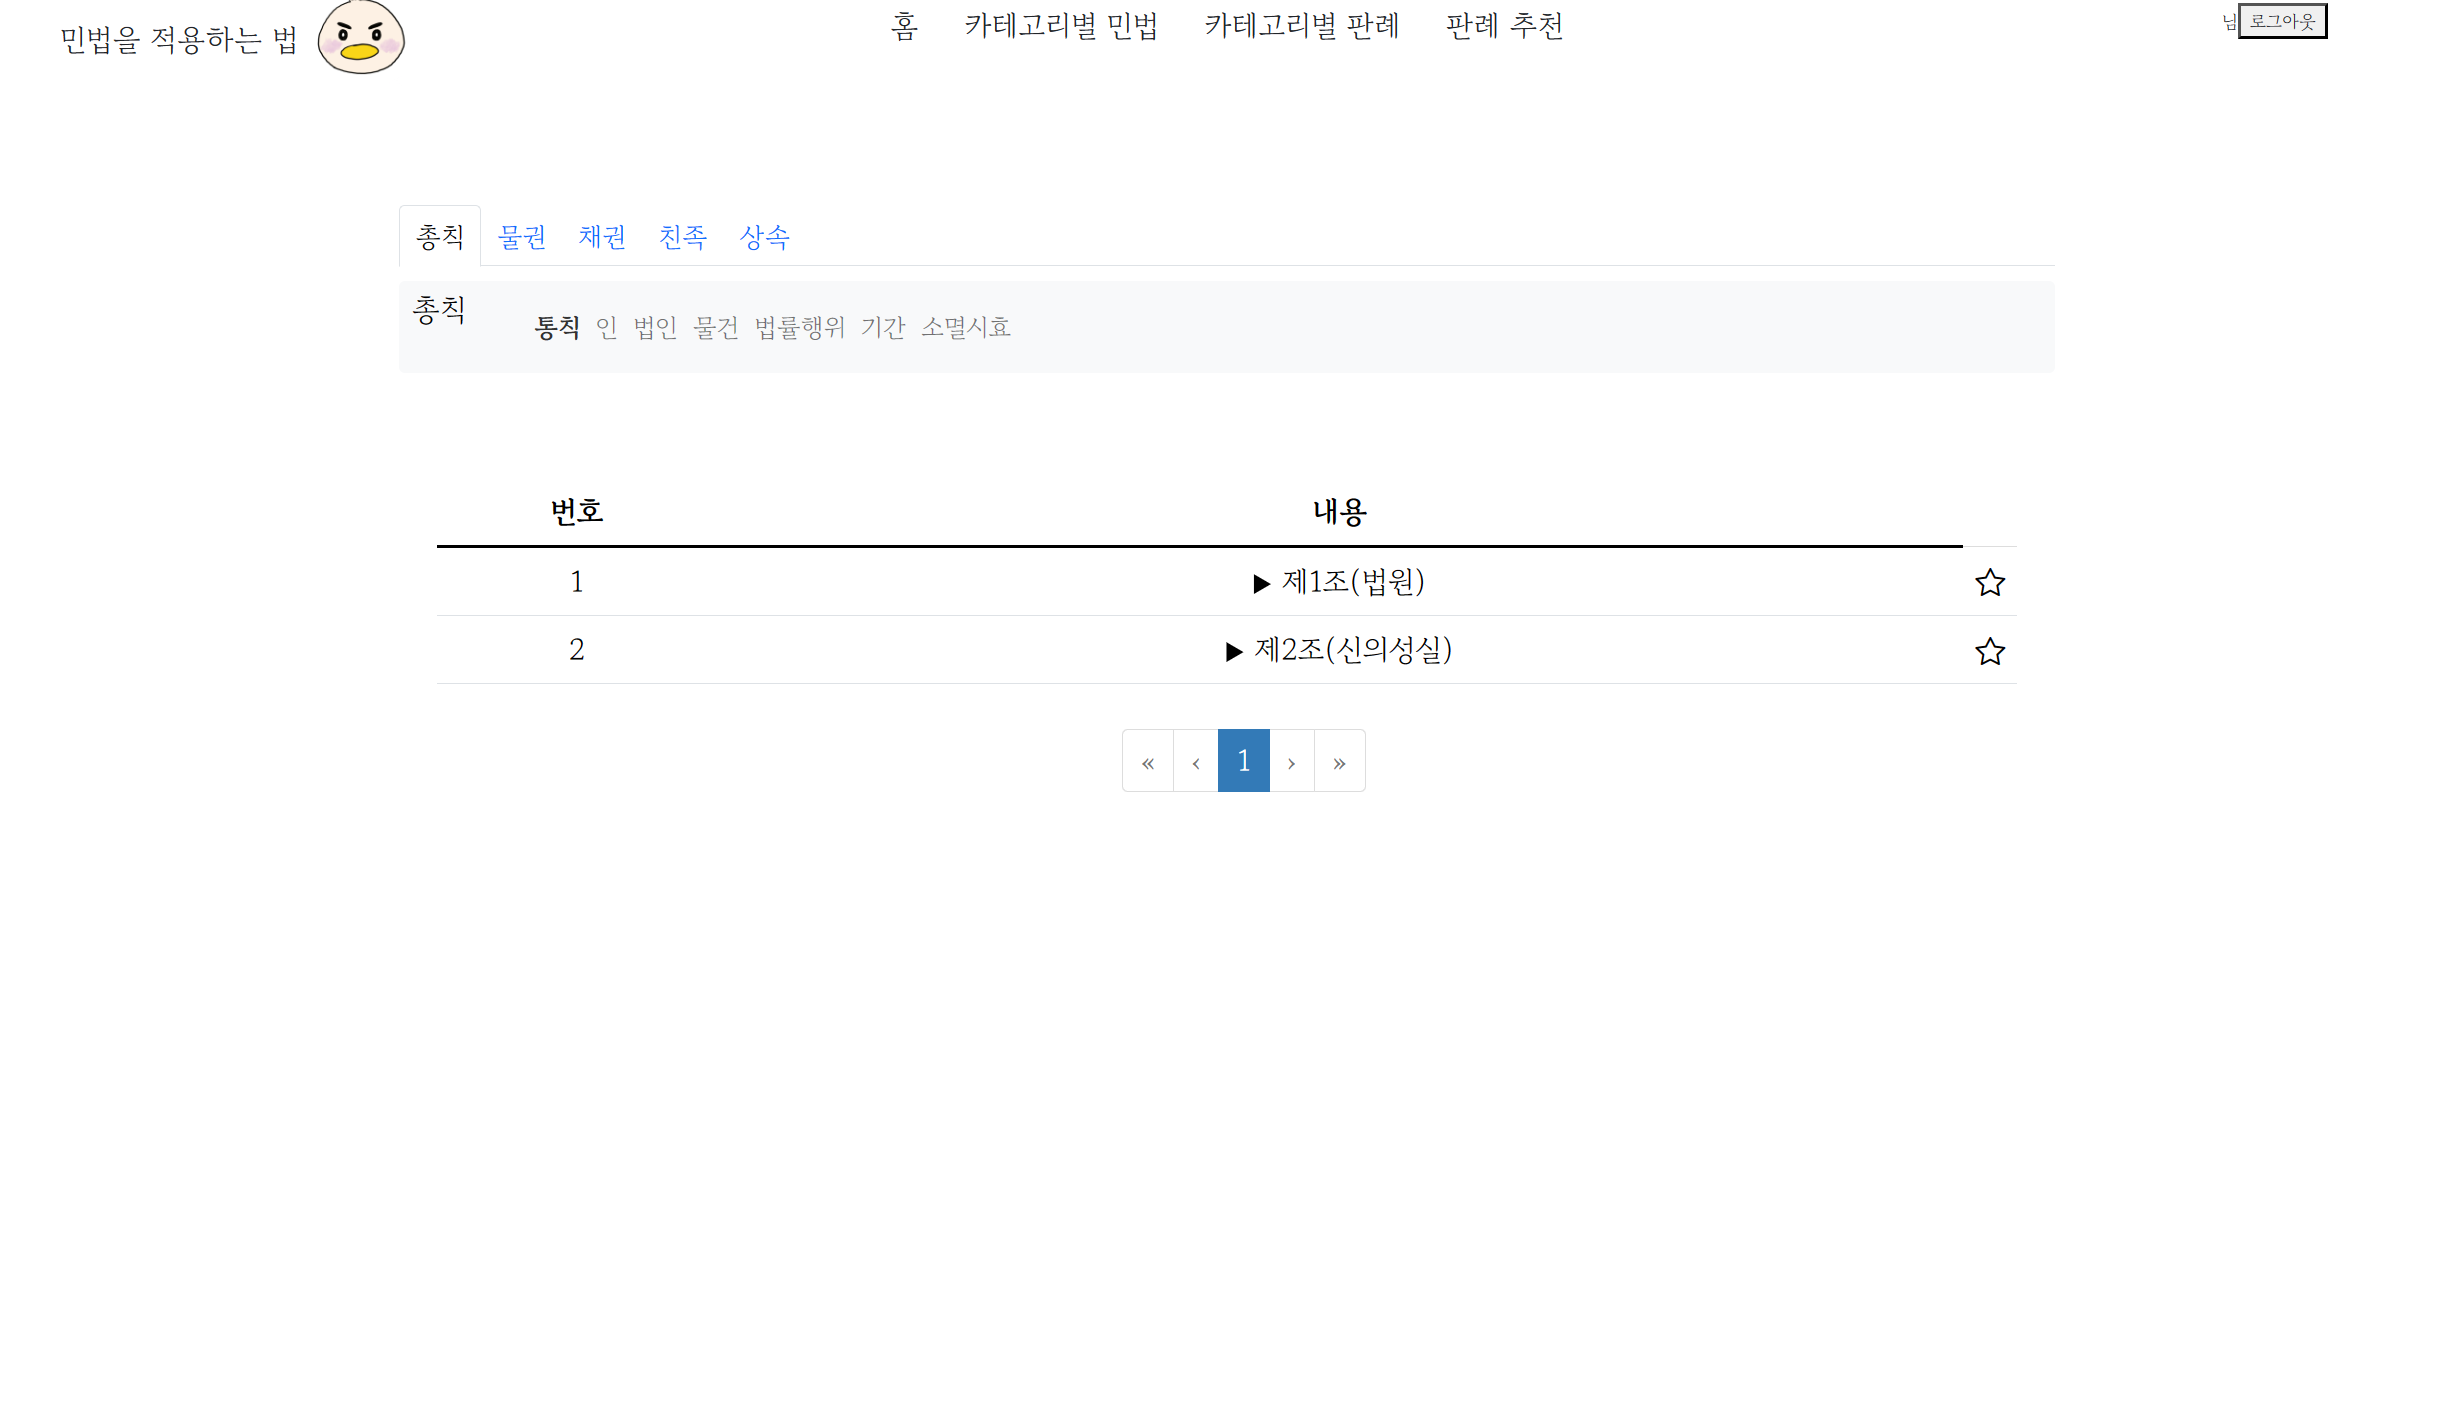 민법을 적용하는 법
홈 카테고리별 민법 카테고리별 판례 판례 추천
님 로그아웃
총칙 물권 채권 친족 상속
총칙
통칙 인 법인 물건 법률행위 기간 소멸시효
번호 내용
1 ▶ 제1조(법원) ☆
2 ▶ 제2조(신의성실) ☆
« ‹ 1 › »